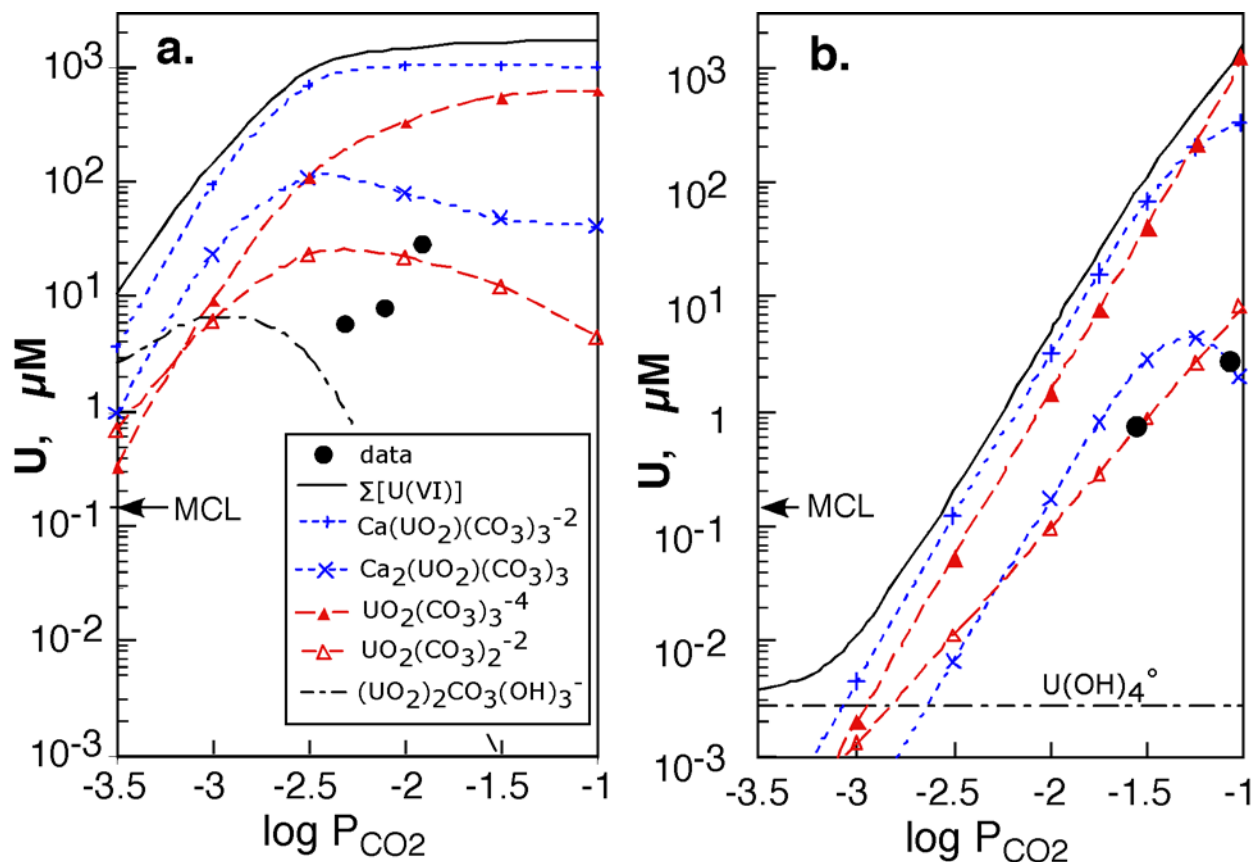 a.
10³
10²
10¹
1
10⁻¹
10⁻²
10⁻³
U, µM
MCL
data
Σ[U(VI)]
Ca(UO₂)(CO₃)₃⁻²
Ca₂(UO₂)(CO₃)₃
UO₂(CO₃)₃⁻⁴
UO₂(CO₃)₂⁻²
(UO₂)₂CO₃(OH)₃⁻
-3.5 -3 -2.5 -2 -1.5 -1
log P_CO2
b.
10³
10²
10¹
1
10⁻¹
10⁻²
10⁻³
U, µM
MCL
U(OH)₄°
-3.5 -3 -2.5 -2 -1.5 -1
log P_CO2